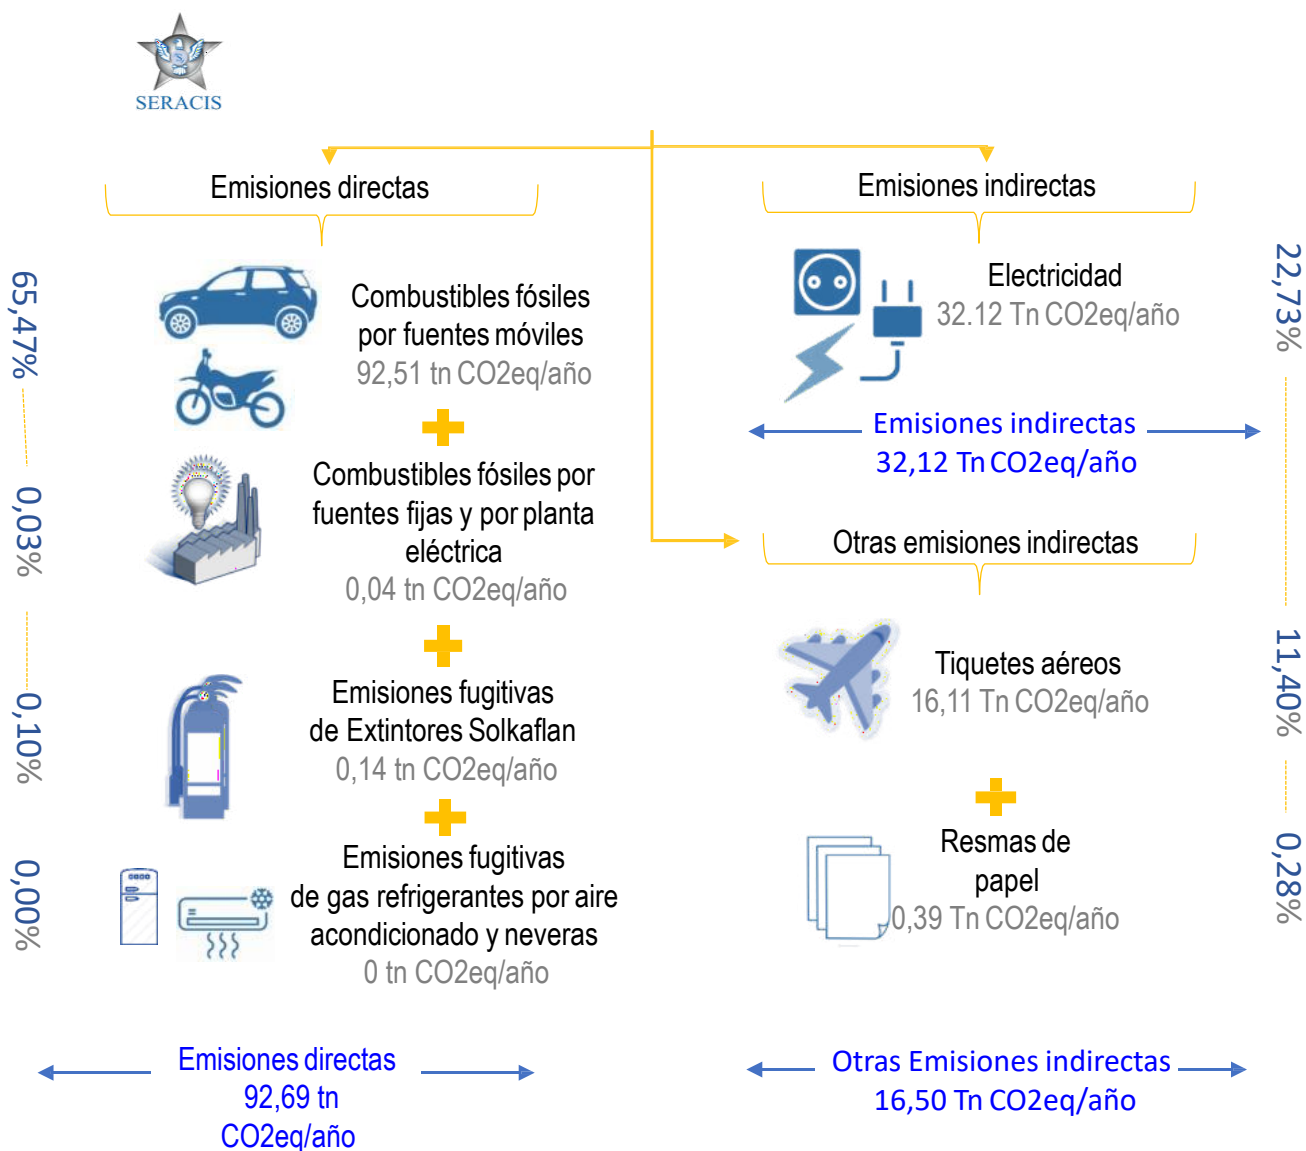 SERACIS
Emisiones directas
65,47%
Combustibles fósiles
por fuentes móviles
92,51 tn CO2eq/año
0,03%
Combustibles fósiles por
fuentes fijas y por planta
eléctrica
0,04 tn CO2eq/año
0,10%
Emisiones fugitivas
de Extintores Solkaflan
0,14 tn CO2eq/año
0,00%
Emisiones fugitivas
de gas refrigerantes por aire
acondicionado y neveras
0 tn CO2eq/año
Emisiones directas
92,69 tn
CO2eq/año
Emisiones indirectas
Electricidad
32.12 Tn CO2eq/año
22,73%
Emisiones indirectas
32,12 Tn CO2eq/año
Otras emisiones indirectas
Tiquetes aéreos
16,11 Tn CO2eq/año
11,40%
Resmas de
papel
0,39 Tn CO2eq/año
0,28%
Otras Emisiones indirectas
16,50 Tn CO2eq/año